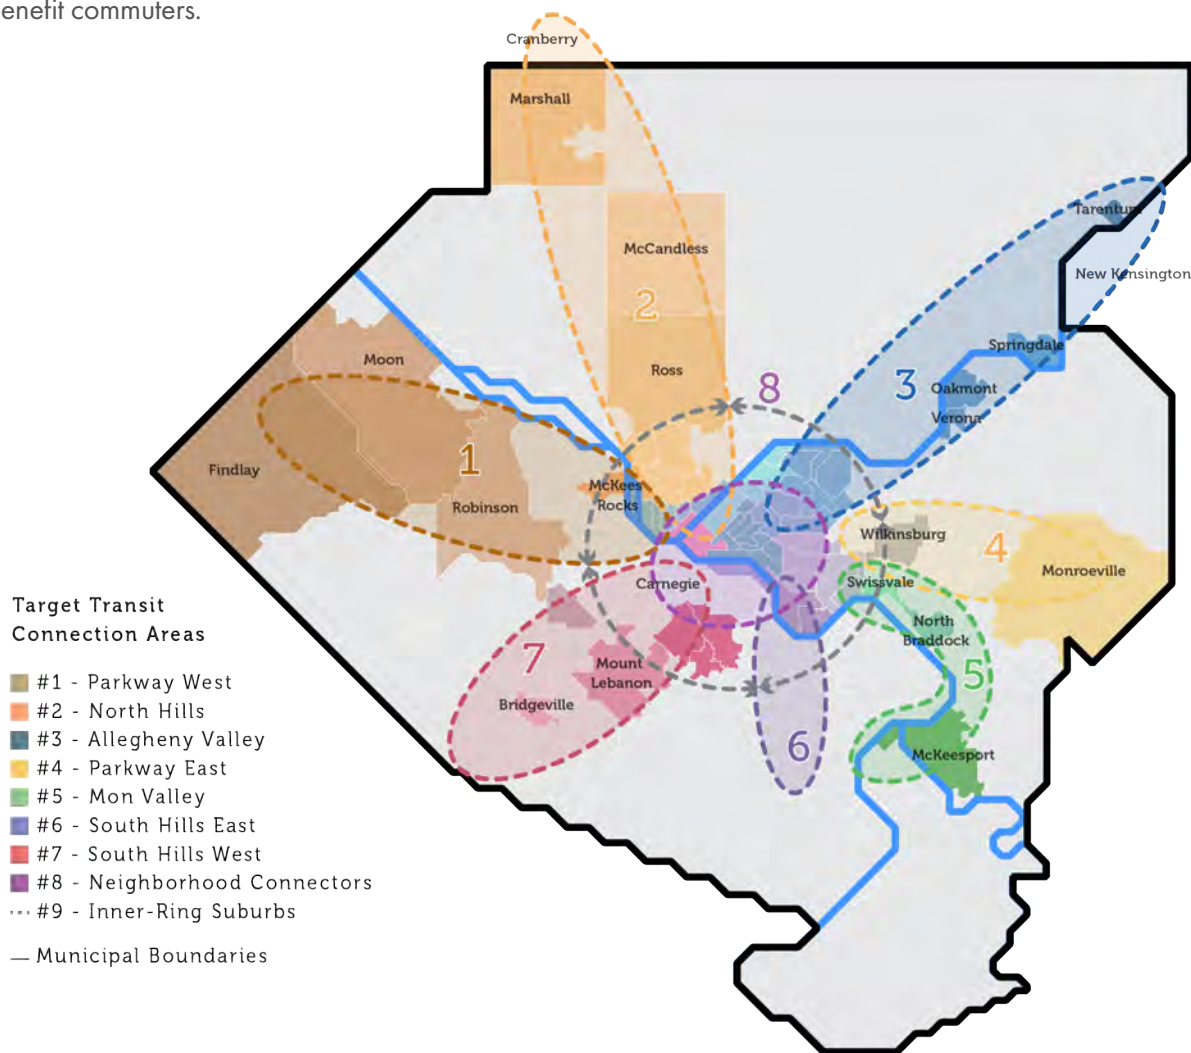 enefit commuters.
Cranberry
Marshall
McCandless
2
Ross
Tarentum
New Kensington
Springdale
3
Oakmont
Verona
8
Moon
1
Findlay
Robinson
McKees
Rocks
Wilkinsburg
4
Monroeville
Carnegie
Swissvale
North
Braddock
5
7
Mount
Lebanon
Bridgeville
6
McKeesport
Target Transit
Connection Areas
#1 - Parkway West
#2 - North Hills
#3 - Allegheny Valley
#4 - Parkway East
#5 - Mon Valley
#6 - South Hills East
#7 - South Hills West
#8 - Neighborhood Connectors
#9 - Inner-Ring Suburbs
Municipal Boundaries